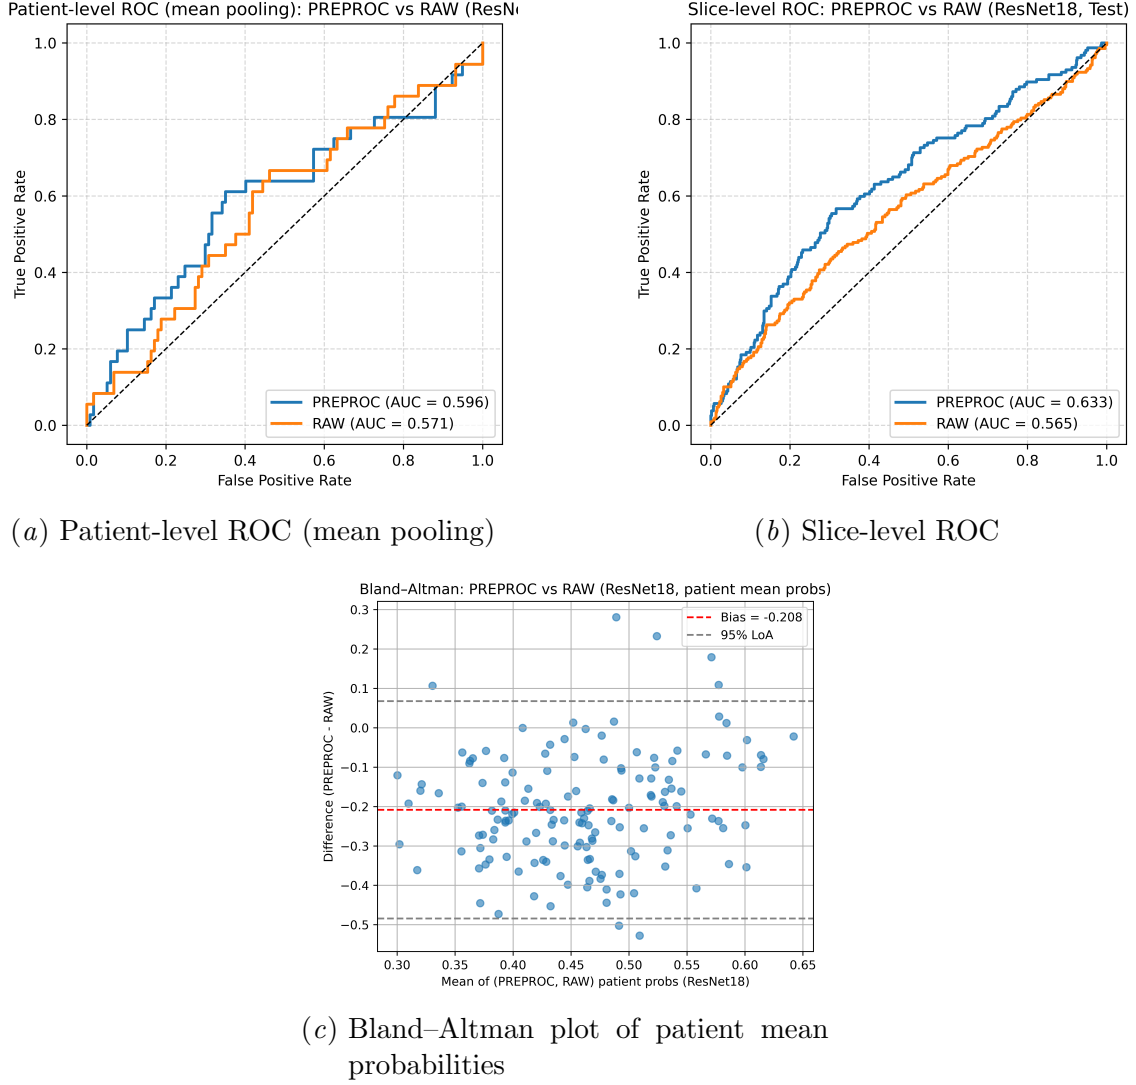 Patient-level ROC (mean pooling): PREPROC vs RAW (ResN
1.0
0.8
0.6
0.4
0.2
0.0
True Positive Rate
PREPROC (AUC = 0.596)
RAW (AUC = 0.571)
0.0 0.2 0.4 0.6 0.8 1.0
False Positive Rate
(a) Patient-level ROC (mean pooling)
Slice-level ROC: PREPROC vs RAW (ResNet18, Test)
1.0
0.8
0.6
0.4
0.2
0.0
True Positive Rate
PREPROC (AUC = 0.633)
RAW (AUC = 0.565)
0.0 0.2 0.4 0.6 0.8 1.0
False Positive Rate
(b) Slice-level ROC
Bland–Altman: PREPROC vs RAW (ResNet18, patient mean probs)
Bias = -0.208
95% LoA
0.3
0.2
0.1
0.0
−0.1
−0.2
−0.3
−0.4
−0.5
Difference (PREPROC - RAW)
0.30 0.35 0.40 0.45 0.50 0.55 0.60 0.65
Mean of (PREPROC, RAW) patient probs (ResNet18)
(c) Bland–Altman plot of patient mean
probabilities